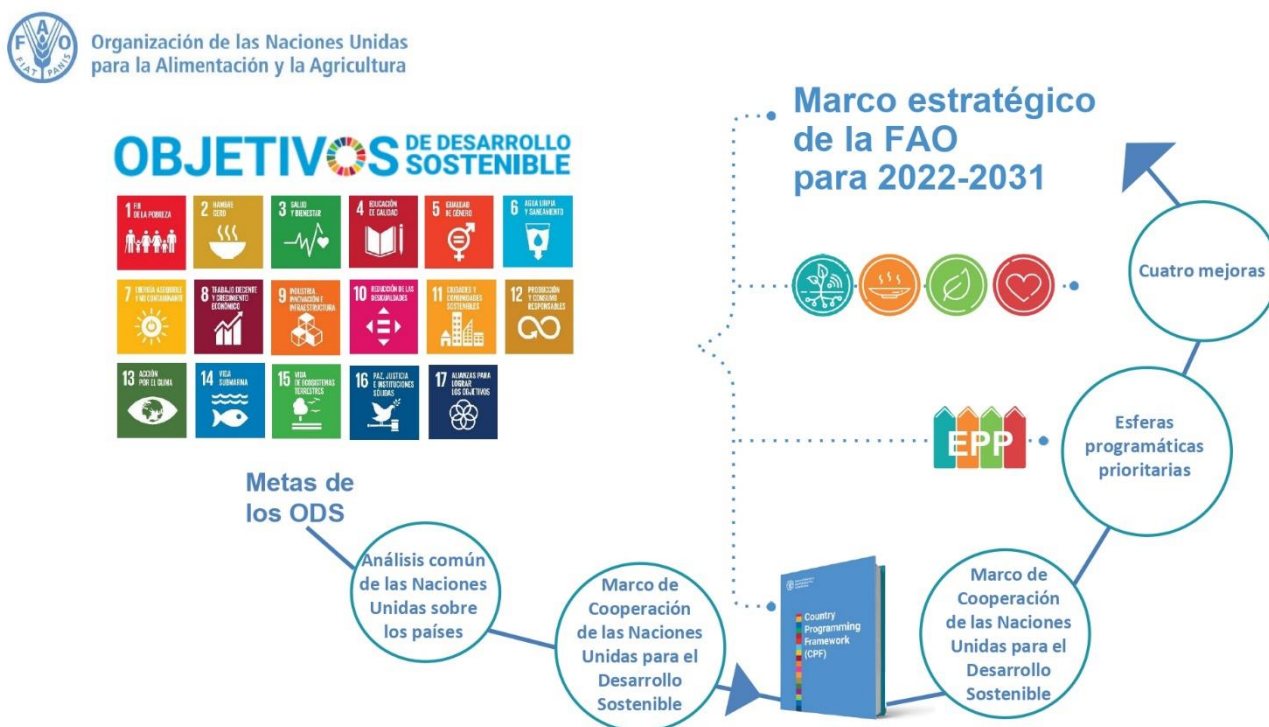 FAO
FIAT PANIS
Organización de las Naciones Unidas
para la Alimentación y la Agricultura
OBJETIVOS DE DESARROLLO
SOSTENIBLE
1 FIN
DE LA POBREZA
2 HAMBRE
CERO
3 SALUD
Y BIENESTAR
4 EDUCACIÓN
DE CALIDAD
5 IGUALDAD
DE GÉNERO
6 AGUA LIMPIA
Y SANEAMIENTO
7 ENERGÍA ASEQUIBLE
Y NO CONTAMINANTE
8 TRABAJO DECENTE
Y CRECIMIENTO
ECONÓMICO
9 INDUSTRIA,
INNOVACIÓN E
INFRAESTRUCTURA
10 REDUCCIÓN DE LAS
DESIGUALDADES
11 CIUDADES Y
COMUNIDADES
SOSTENIBLES
12 PRODUCCIÓN
Y CONSUMO
RESPONSABLES
13 ACCIÓN
POR EL CLIMA
14 VIDA
SUBMARINA
15 VIDA
DE ECOSISTEMAS
TERRESTRES
16 PAZ, JUSTICIA
E INSTITUCIONES
SÓLIDAS
17 ALIANZAS PARA
LOGRAR
LOS OBJETIVOS
Marco estratégico
de la FAO
para 2022-2031
Cuatro mejoras
EPP
Esferas
programáticas
prioritarias
Metas de
los ODS
Análisis común
de las Naciones
Unidas sobre
los países
Marco de
Cooperación
de las Naciones
Unidas para el
Desarrollo
Sostenible
Country
Programming
Framework
(CPF)
Marco de
Cooperación
de las Naciones
Unidas para el
Desarrollo
Sostenible